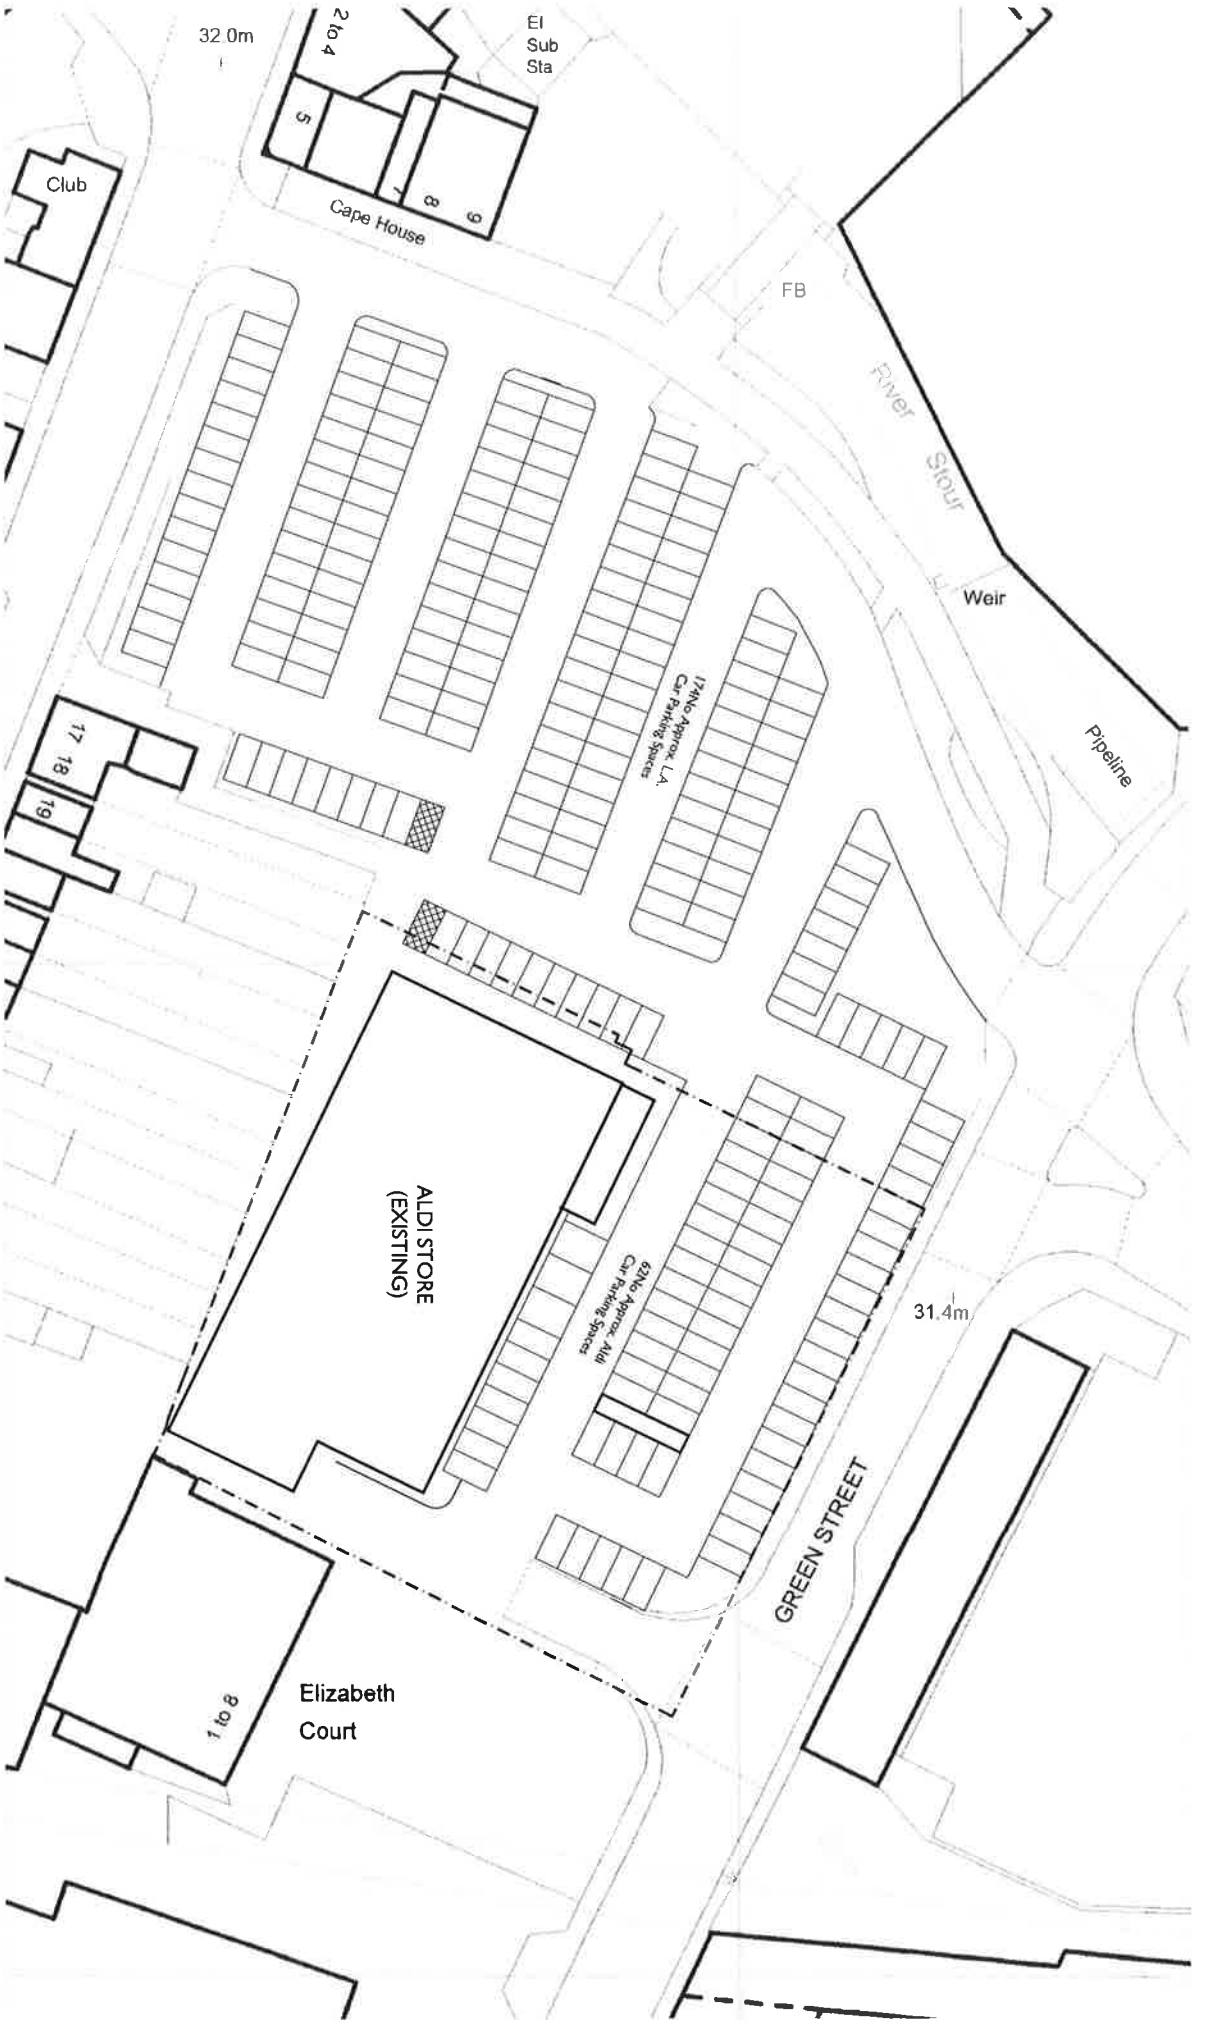 32.0m
2 to 4
El
Sub
Sta
5
7
8
9
Cape House
Club
FB
River
Stour
Weir
Pipeline
174No Approx. L.A.
Car Parking Spaces
17
18
19
ALDI STORE
(EXISTING)
62No Approx. Aldi
Car Parking Spaces
31.4m
GREEN STREET
Elizabeth
Court
1 to 8